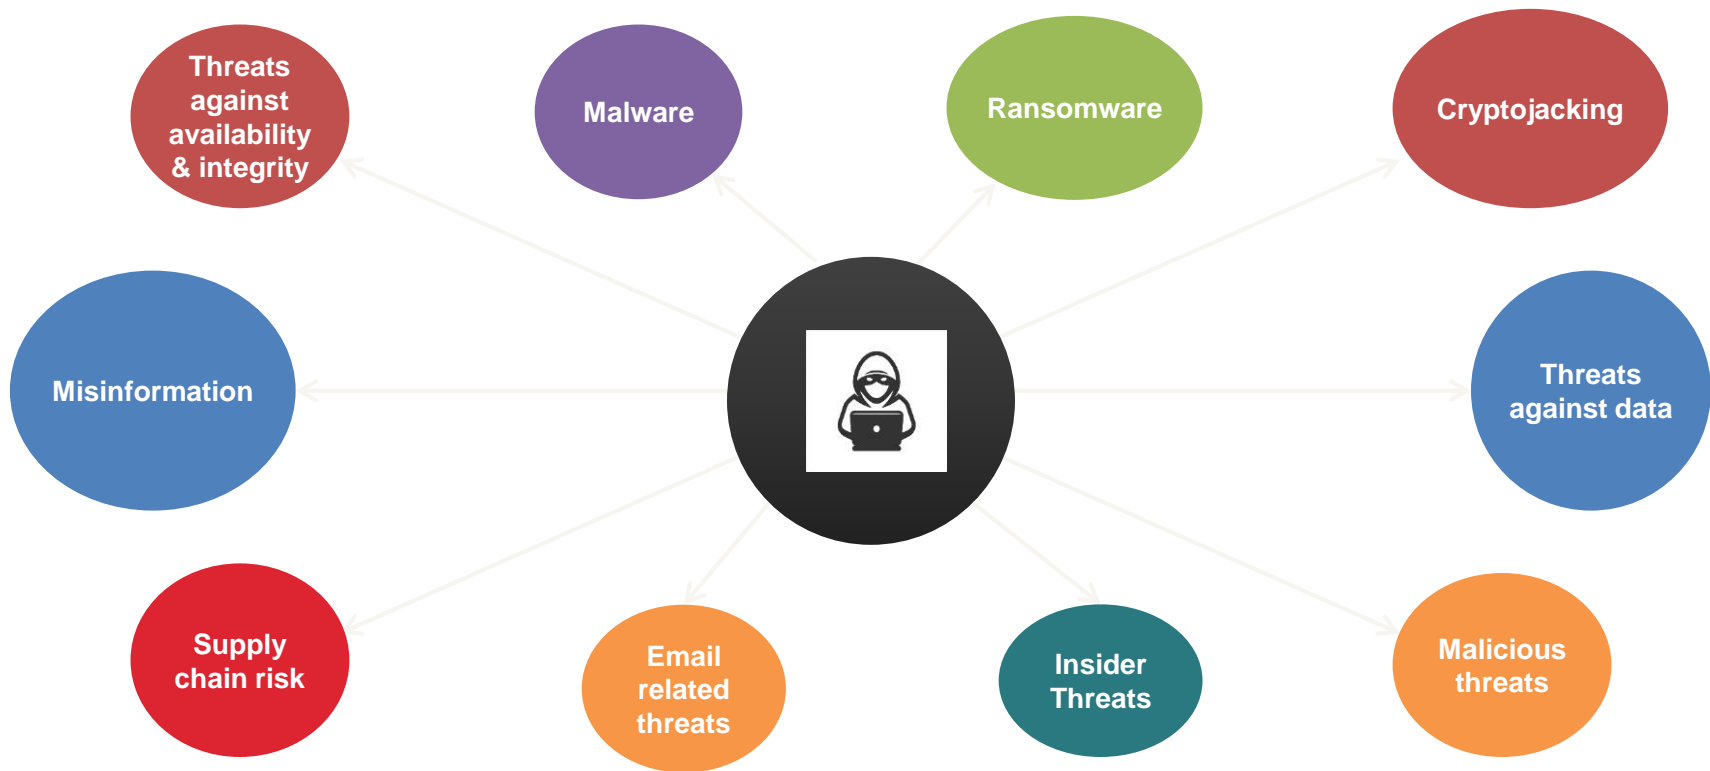 Threats
against
availability
& integrity
Malware
Ransomware
Cryptojacking
Misinformation
Threats
against data
Supply
chain risk
Email
related
threats
Insider
Threats
Malicious
threats